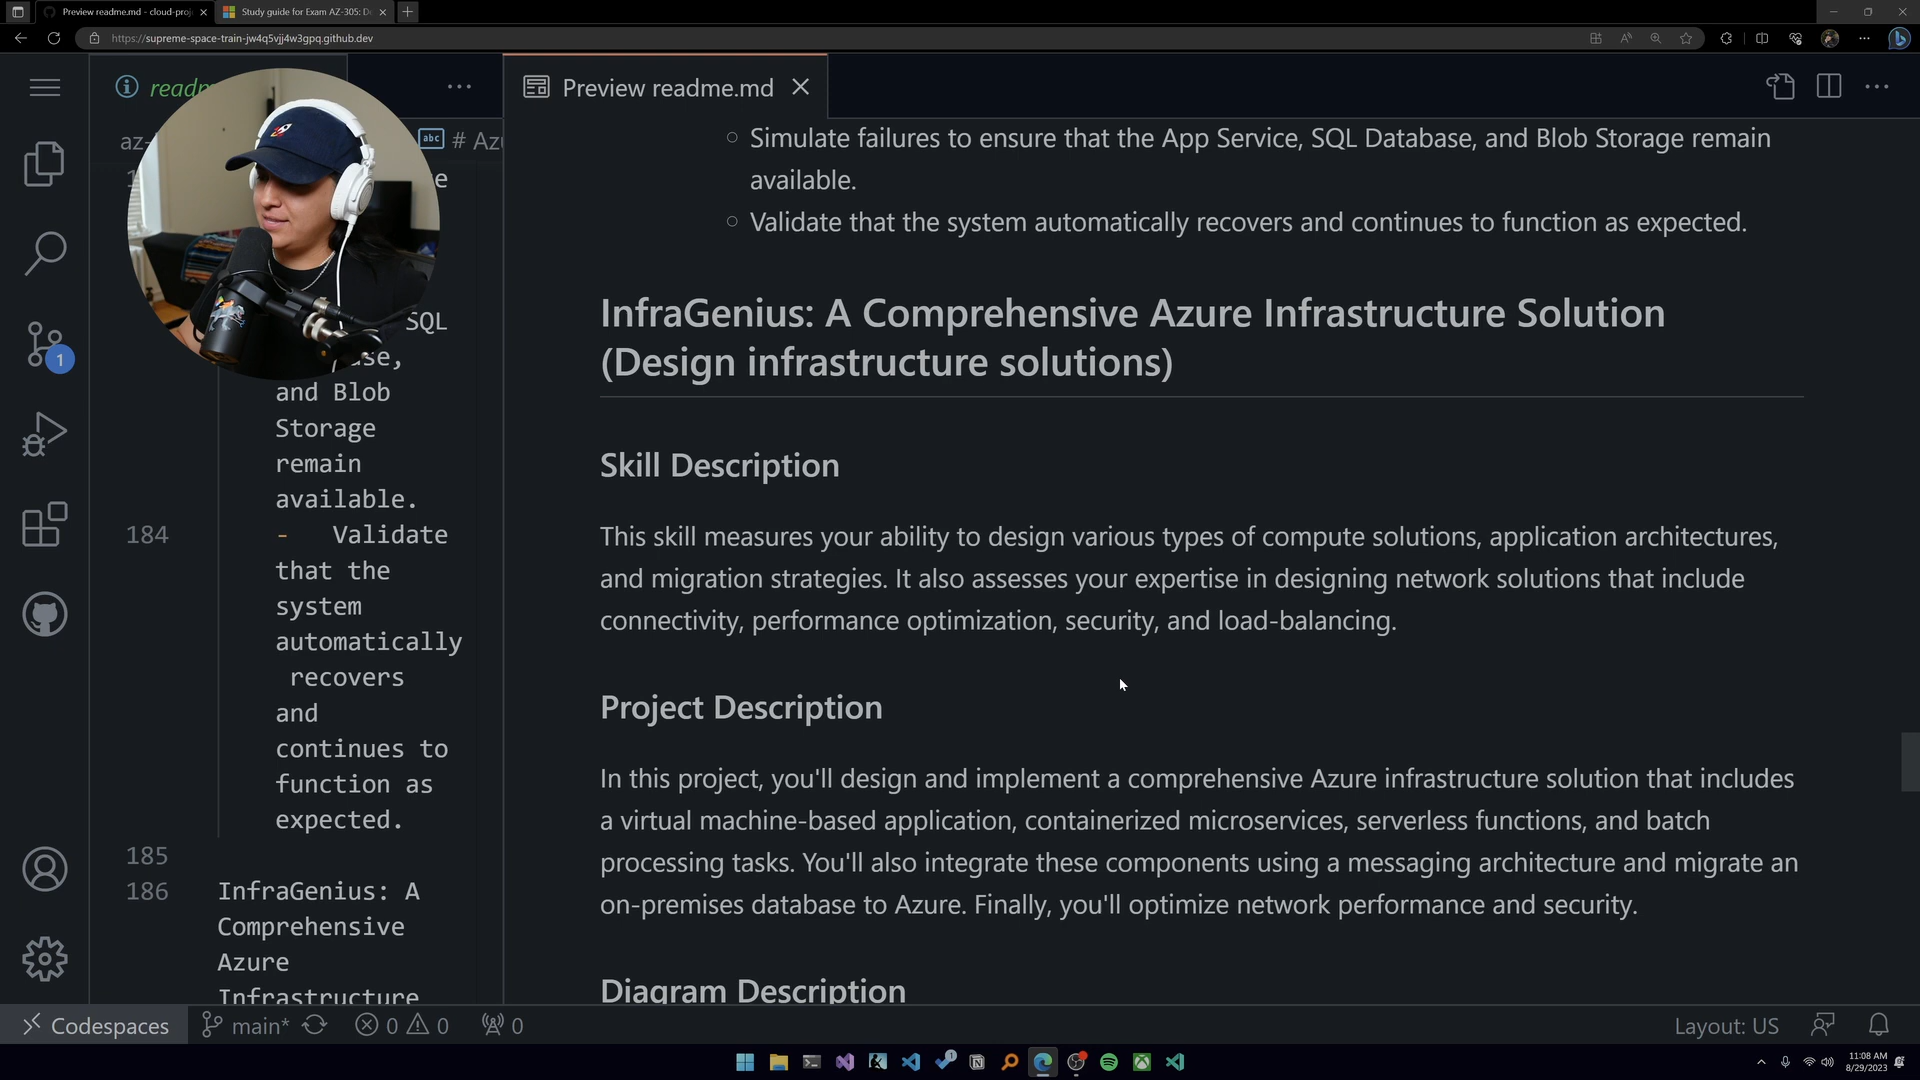 Preview readme.md - cloud-pro
Study guide for Exam AZ-305: D
https://supreme-space-train-jw4q5vjj4w3gpq.github.dev
Preview readme.md
az-
abc # Az
Simulate failures to ensure that the App Service, SQL Database, and Blob Storage remain
available.
Validate that the system automatically recovers and continues to function as expected.
InfraGenius: A Comprehensive Azure Infrastructure Solution
(Design infrastructure solutions)
Skill Description
This skill measures your ability to design various types of compute solutions, application architectures,
and migration strategies. It also assesses your expertise in designing network solutions that include
connectivity, performance optimization, security, and load-balancing.
Project Description
In this project, you'll design and implement a comprehensive Azure infrastructure solution that includes
a virtual machine-based application, containerized microservices, serverless functions, and batch
processing tasks. You'll also integrate these components using a messaging architecture and migrate an
on-premises database to Azure. Finally, you'll optimize network performance and security.
Diagram Description
SQL
se,
and Blob
Storage
remain
available.
184 - Validate
that the
system
automatically
recovers
and
continues to
function as
expected.
185
186 InfraGenius: A
Comprehensive
Azure
Infrastructure
1
Codespaces main* 0 0 0
Layout: US
11:08 AM
8/29/2023